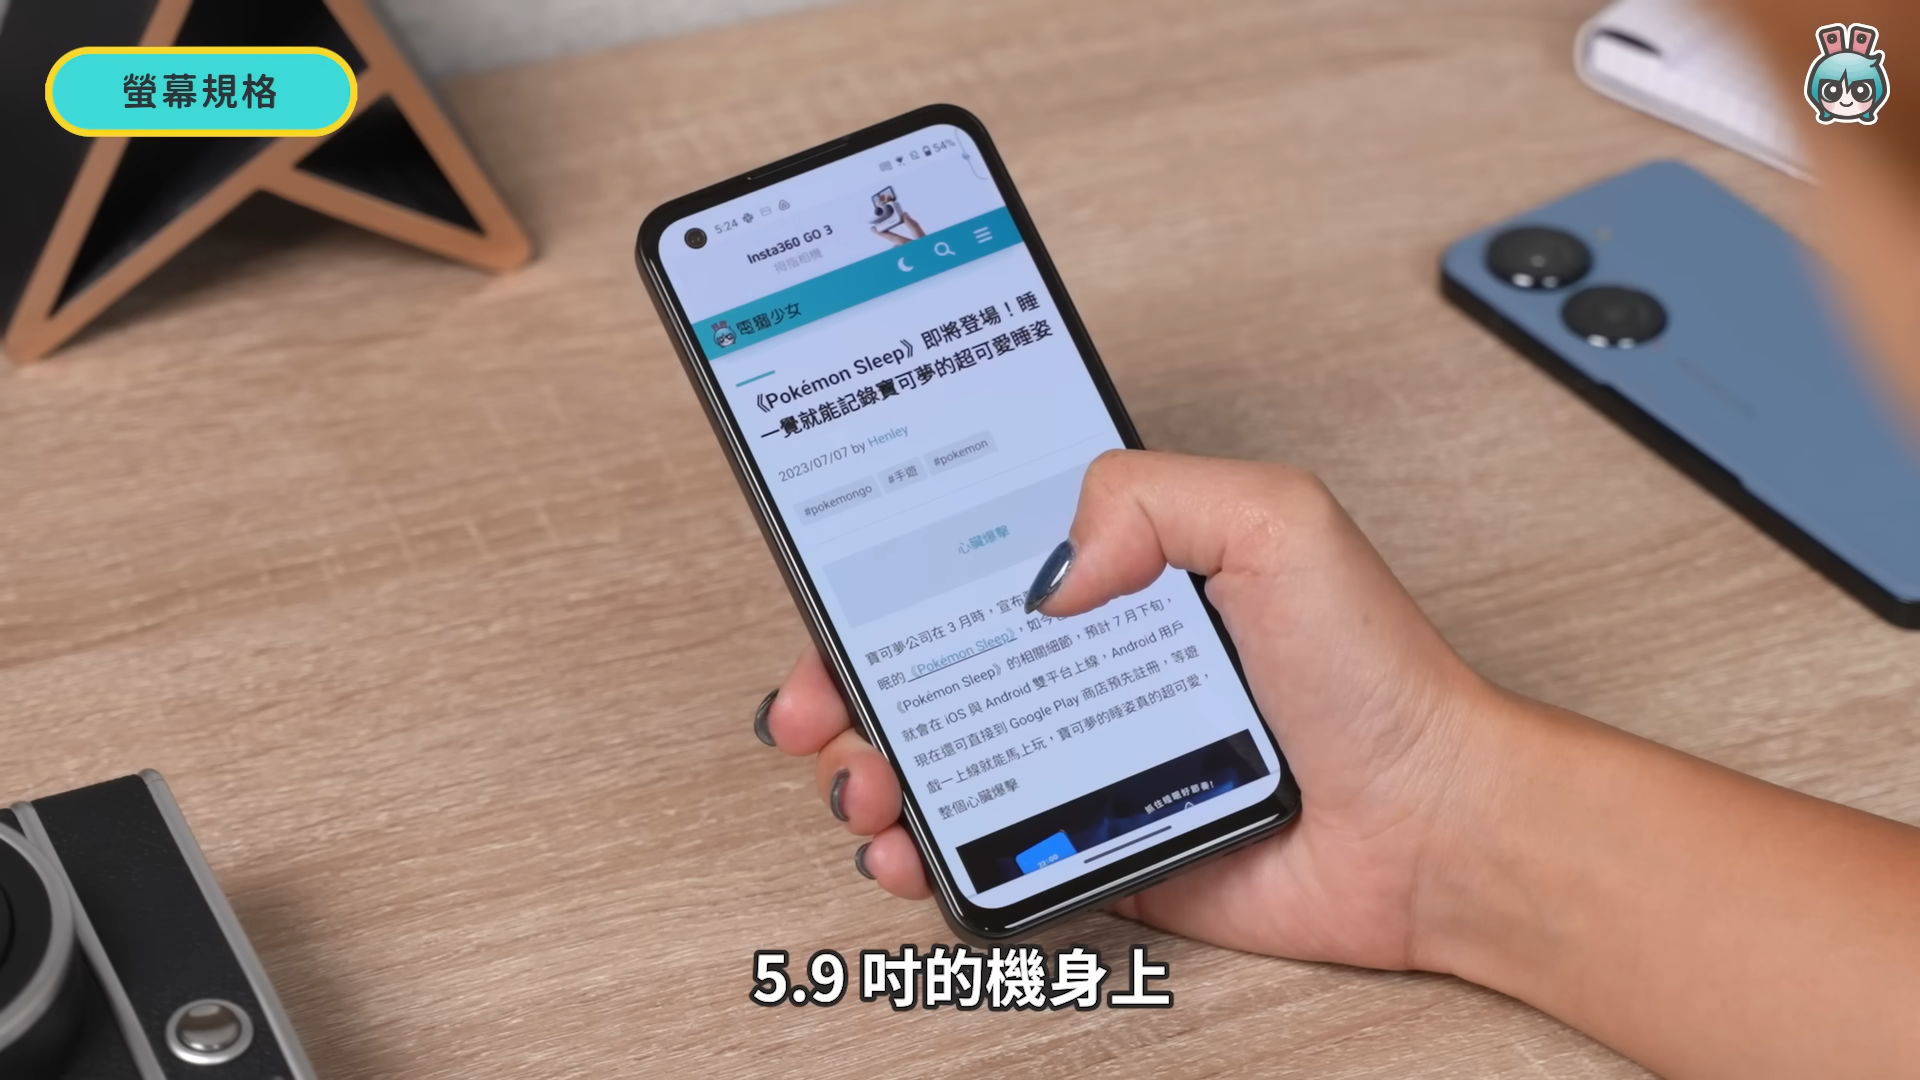 螢幕規格
5:24
54%
Insta360 GO 3
拇指相機
電獺少女
《Pokémon Sleep》即將登場！睡
一覺就能記錄寶可夢的超可愛睡姿
2023/07/07 by Henley
#pokemongo #手遊 #pokemon
心臟爆擊
寶可夢公司在 3 月時，宣布
眠的《Pokémon Sleep》，如今
《Pokémon Sleep》的相關細節，預計 7 月下旬，
就會在 iOS 與 Android 雙平台上線，Android 用戶
現在還可直接到 Google Play 商店預先註冊，等遊
戲一上線就能馬上玩，寶可夢的睡姿真的超可愛，
整個心臟爆擊
5.9 吋的機身上